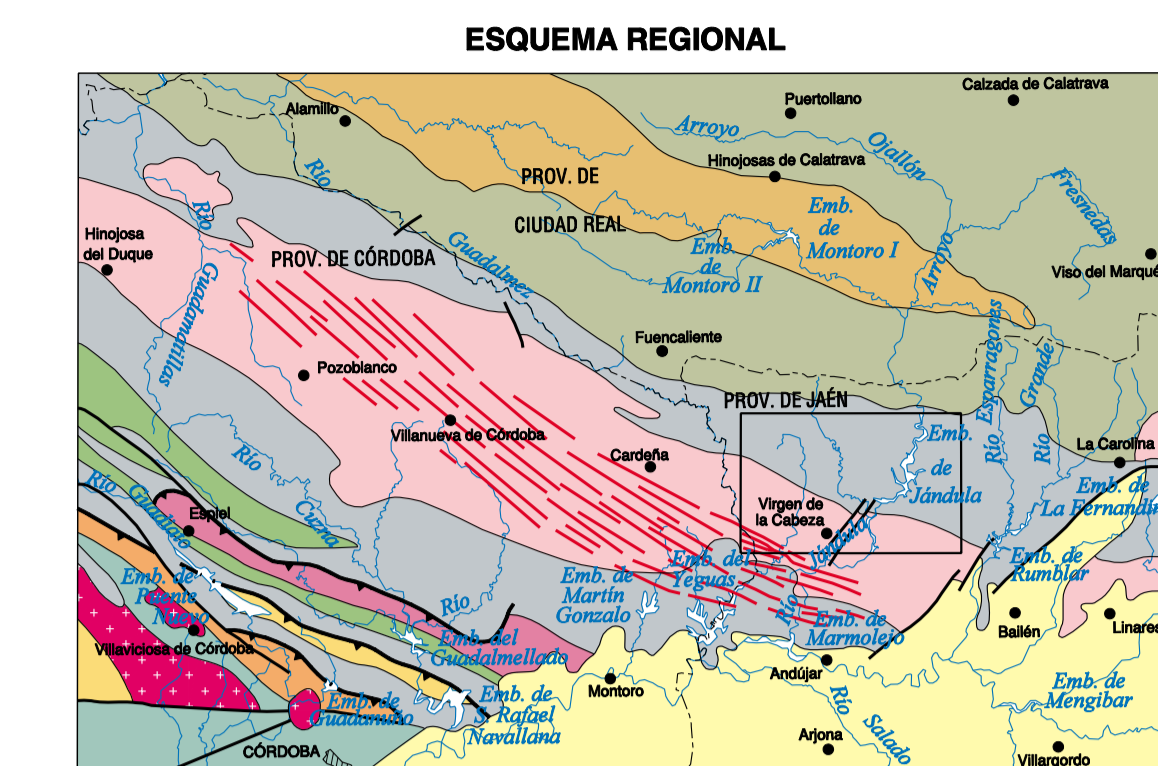 ESQUEMA REGIONAL
Calzada de Calatrava
Puertollano
Alamillo
Arroyo
Ojallón
Hinojosas de Calatrava
Río
PROV. DE
CIUDAD REAL
Fresnedas
Emb.
de
Montoro I
Río
Hinojosa
del Duque
PROV. DE CÓRDOBA
Guadalmez
Emb.
de
Montoro II
Arroyo
Viso del Marqué
Guadamatillas
Fuencaliente
Esparragones
Río
Grande
Río
Pozoblanco
PROV. DE JAÉN
Villanueva de Córdoba
Emb.
de
Jándula
La Carolina
Cardeña
Río
Cuzna
Río
Guadiato
Espiel
Virgen de
la Cabeza
Emb. de
La Fernandin
Jándula
Emb. del
Yeguas
Emb. de
Rumblar
Emb. de
Puente
Nuevo
Emb. de
Martín
Gonzalo
Río
Río
Emb. de
Marmolejo
Bailén
Linares
Villaviciosa de Córdoba
Emb. del
Guadalmellado
Andújar
Montoro
Emb. de
Mengibar
Emb. de
Guadanuño
Emb. de
S. Rafael
Navallana
Río
Salado
Arjona
CÓRDOBA
Villargordo